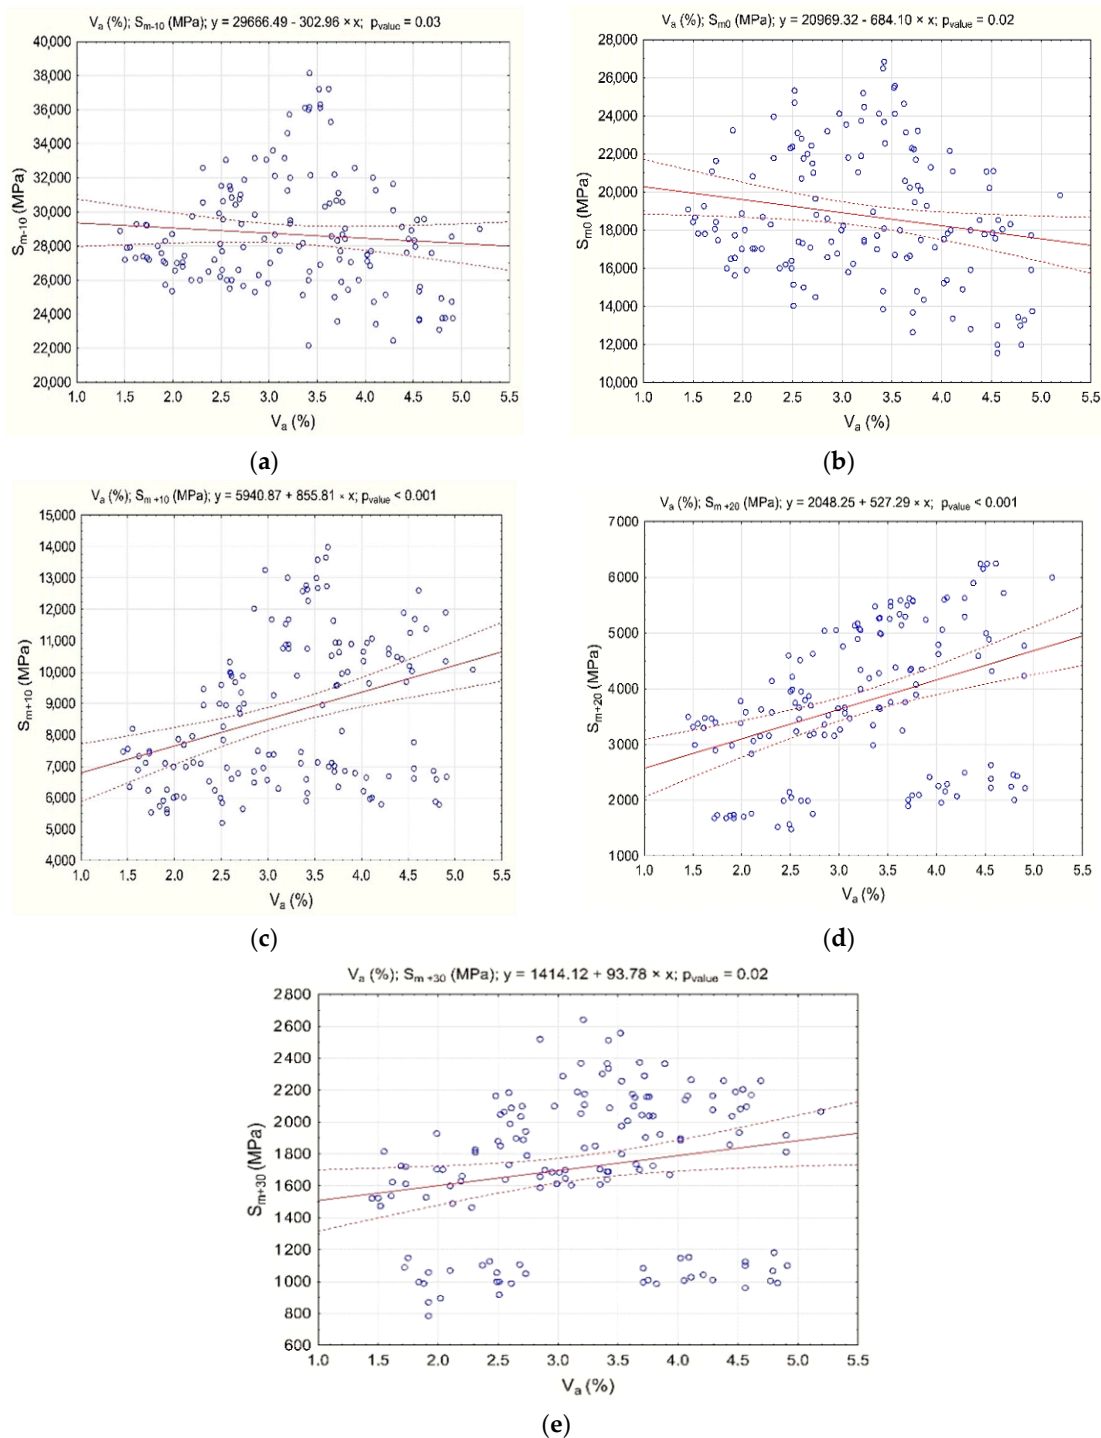 Va (%); Sm-10 (MPa); y = 29666.49 - 302.96 × x; pvalue = 0.03
40,000
38,000
36,000
34,000
32,000
30,000
28,000
26,000
24,000
22,000
20,000
Sm-10 (MPa)
1.0 1.5 2.0 2.5 3.0 3.5 4.0 4.5 5.0 5.5
Va (%)
(a)
Va (%); Sm0 (MPa); y = 20969.32 - 684.10 × x; pvalue = 0.02
28,000
26,000
24,000
22,000
20,000
18,000
16,000
14,000
12,000
10,000
Sm0 (MPa)
1.0 1.5 2.0 2.5 3.0 3.5 4.0 4.5 5.0 5.5
Va (%)
(b)
Va (%); Sm +10 (MPa); y = 5940.87 + 855.81 × x; pvalue < 0.001
15,000
14,000
13,000
12,000
11,000
10,000
9,000
8,000
7,000
6,000
5,000
4,000
Sm+10 (MPa)
1.0 1.5 2.0 2.5 3.0 3.5 4.0 4.5 5.0 5.5
Va (%)
(c)
Va (%); Sm +20 (MPa); y = 2048.25 + 527.29 × x; pvalue < 0.001
7000
6000
5000
4000
3000
2000
1000
Sm+20 (MPa)
1.0 1.5 2.0 2.5 3.0 3.5 4.0 4.5 5.0 5.5
Va (%)
(d)
Va (%); Sm +30 (MPa); y = 1414.12 + 93.78 × x; pvalue = 0.02
2800
2600
2400
2200
2000
1800
1600
1400
1200
1000
800
600
Sm+30 (MPa)
1.0 1.5 2.0 2.5 3.0 3.5 4.0 4.5 5.0 5.5
Va (%)
(e)